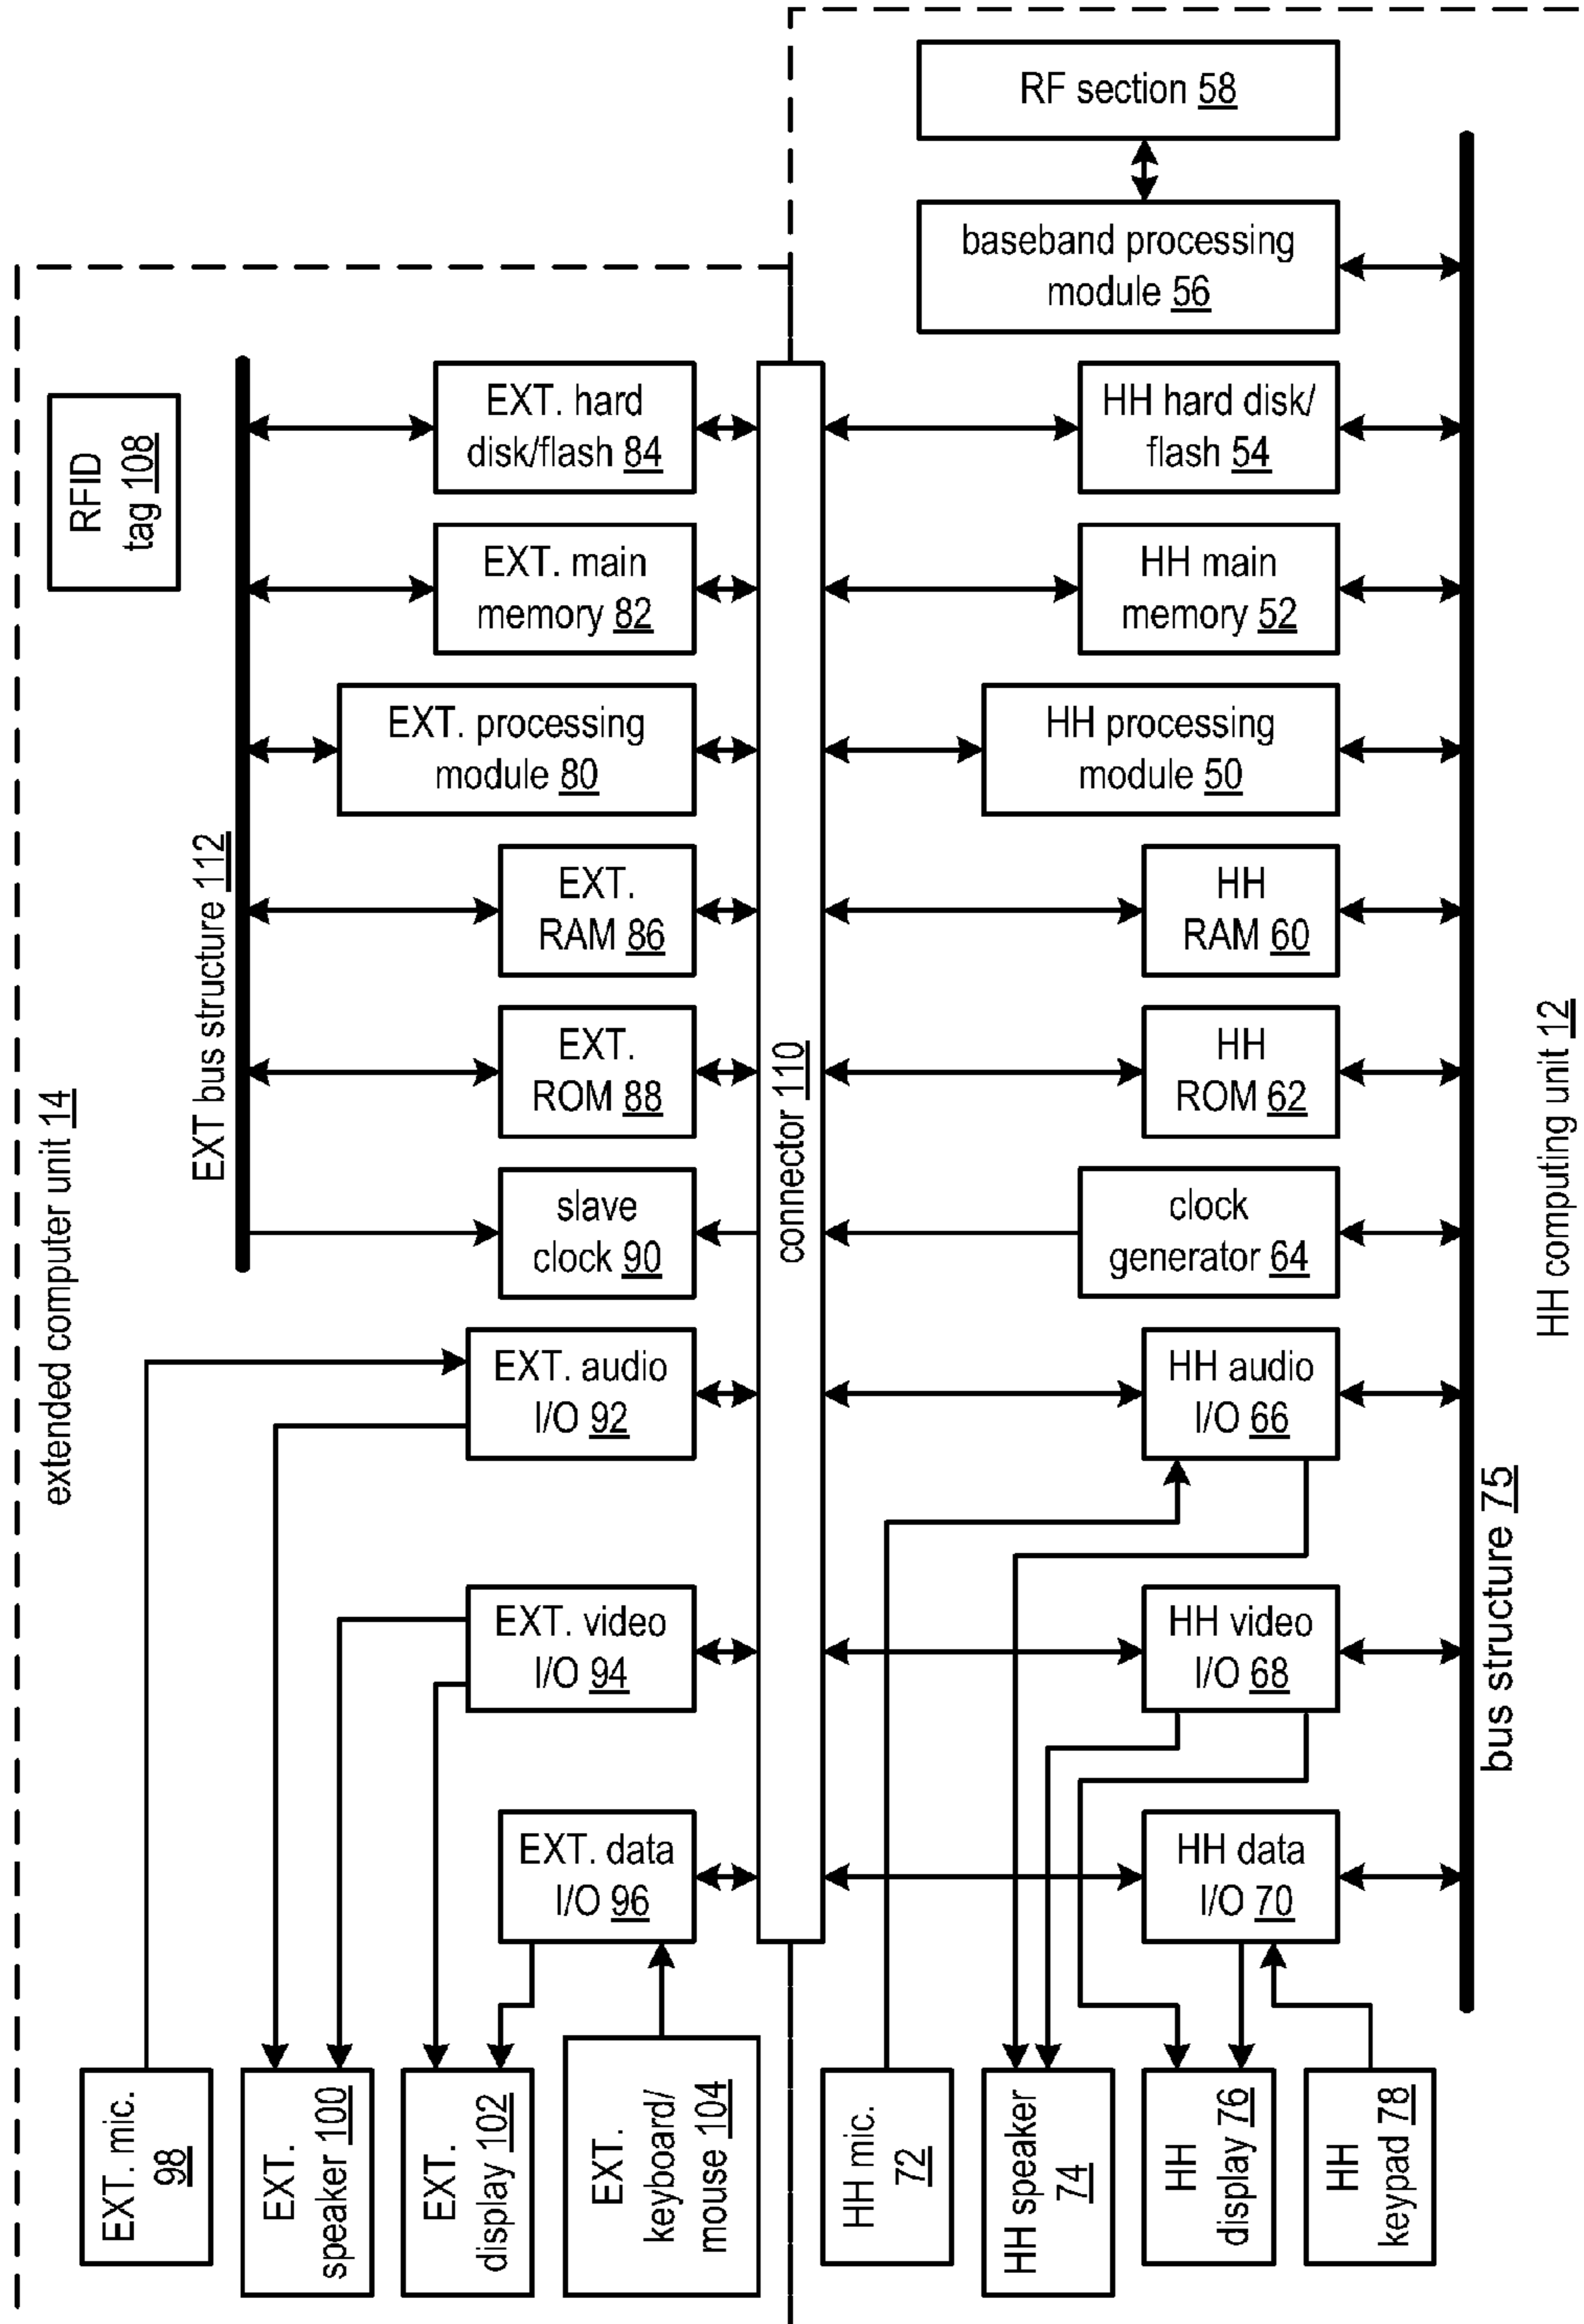 extended computer unit 14
RFID
tag 108
EXT bus structure 112
EXT. mic.
98
EXT.
speaker 100
EXT.
display 102
EXT.
keyboard/
mouse 104
EXT. data
I/O 96
EXT. video
I/O 94
EXT. audio
I/O 92
slave
clock 90
EXT.
ROM 88
EXT.
RAM 86
EXT. processing
module 80
EXT. main
memory 82
EXT. hard
disk/flash 84
connector 110
HH mic.
72
HH speaker
74
HH
display 76
HH
keypad 78
HH data
I/O 70
HH video
I/O 68
HH audio
I/O 66
clock
generator 64
HH
ROM 62
HH
RAM 60
HH processing
module 50
HH main
memory 52
HH hard disk/
flash 54
baseband processing
module 56
RF section 58
bus structure 75
HH computing unit 12